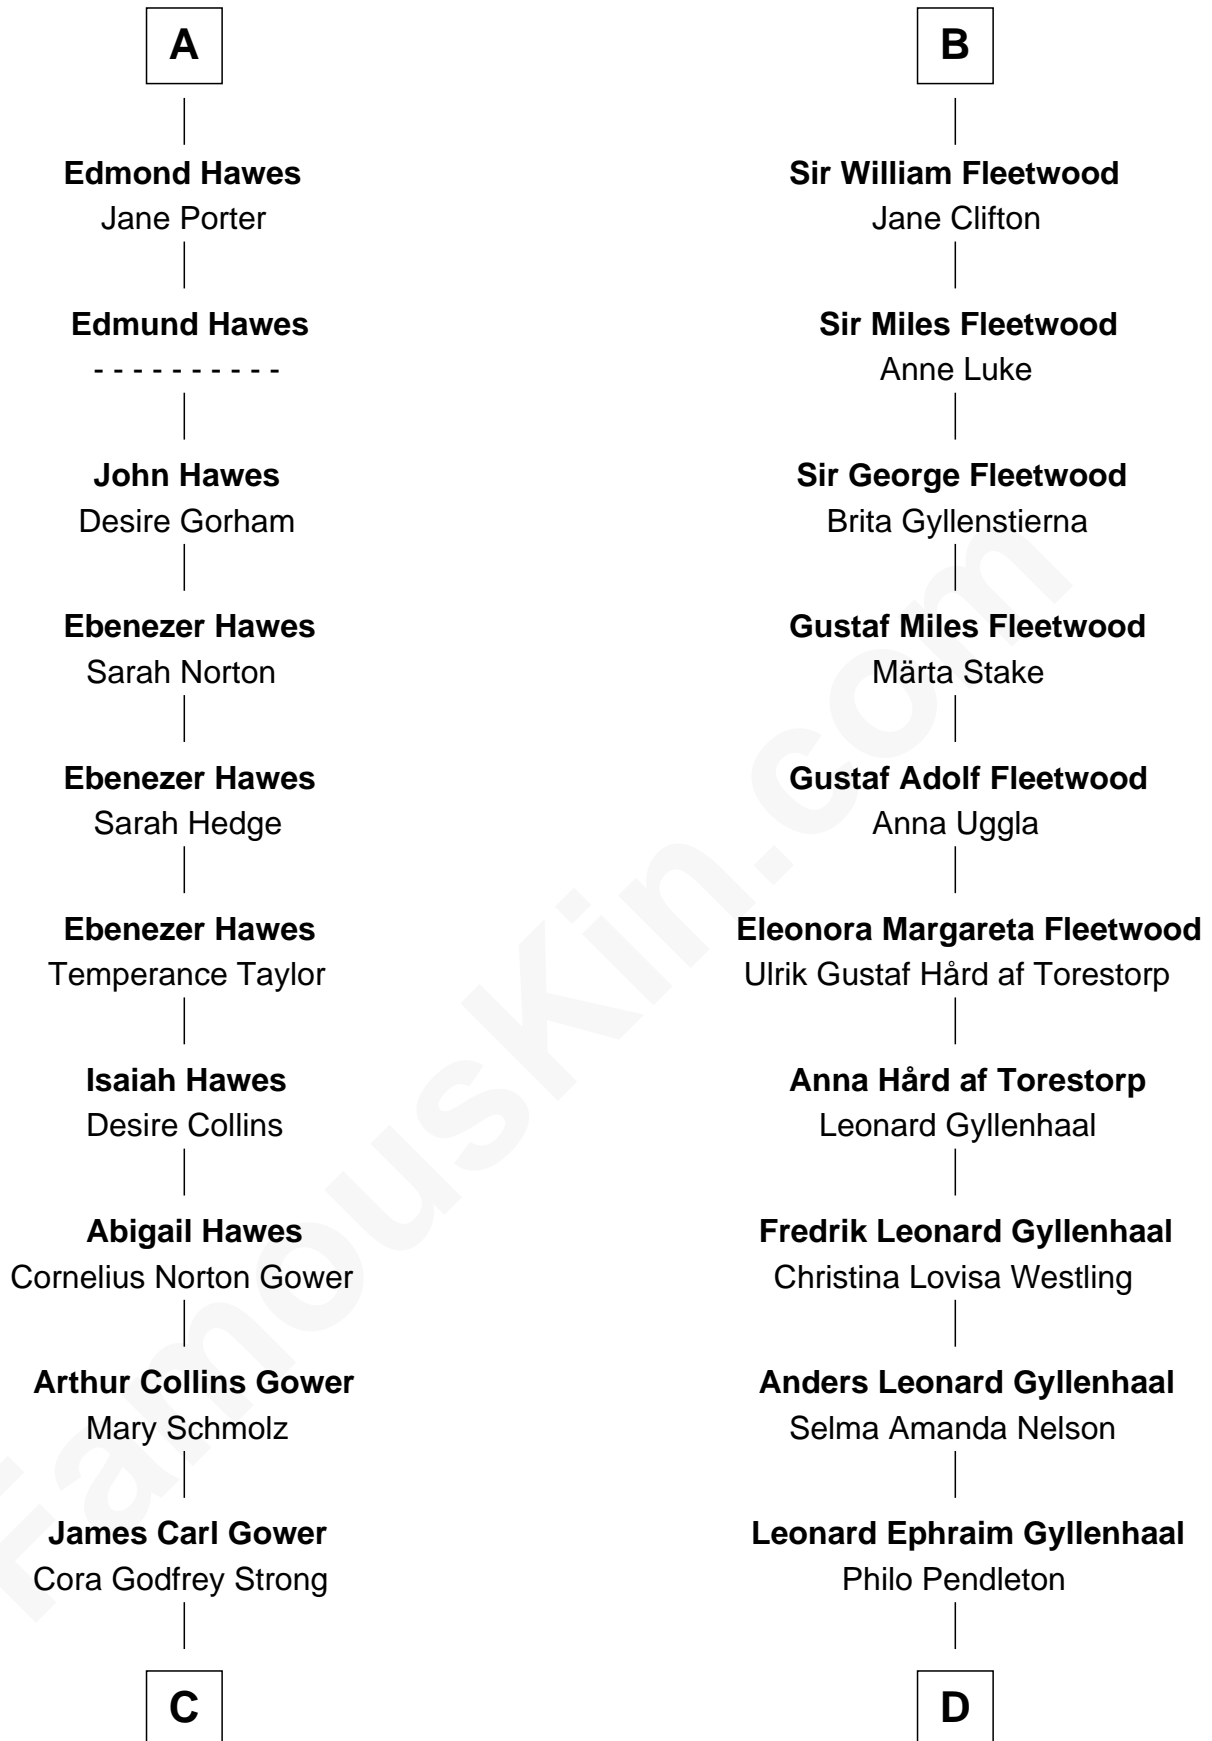 A
Edmond Hawes
Jane Porter
Edmund Hawes
- - - - - - - - - -
John Hawes
Desire Gorham
Ebenezer Hawes
Sarah Norton
Ebenezer Hawes
Sarah Hedge
Ebenezer Hawes
Temperance Taylor
Isaiah Hawes
Desire Collins
Abigail Hawes
Cornelius Norton Gower
Arthur Collins Gower
Mary Schmolz
James Carl Gower
Cora Godfrey Strong
C
B
Sir William Fleetwood
Jane Clifton
Sir Miles Fleetwood
Anne Luke
Sir George Fleetwood
Brita Gyllenstierna
Gustaf Miles Fleetwood
Märta Stake
Gustaf Adolf Fleetwood
Anna Uggla
Eleonora Margareta Fleetwood
Ulrik Gustaf Hård af Torestorp
Anna Hård af Torestorp
Leonard Gyllenhaal
Fredrik Leonard Gyllenhaal
Christina Lovisa Westling
Anders Leonard Gyllenhaal
Selma Amanda Nelson
Leonard Ephraim Gyllenhaal
Philo Pendleton
D
FamousKin.com